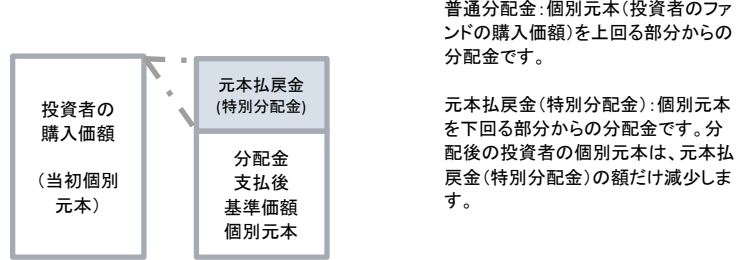 投資者の
購入価額
（当初個別
元本）
元本払戻金
(特別分配金)
分配金
支払後
基準価額
個別元本
普通分配金：個別元本（投資者のファ
ンドの購入価額）を上回る部分からの
分配金です。
元本払戻金（特別分配金）：個別元本
を下回る部分からの分配金です。分
配後の投資者の個別元本は、元本払
戻金（特別分配金）の額だけ減少しま
す。